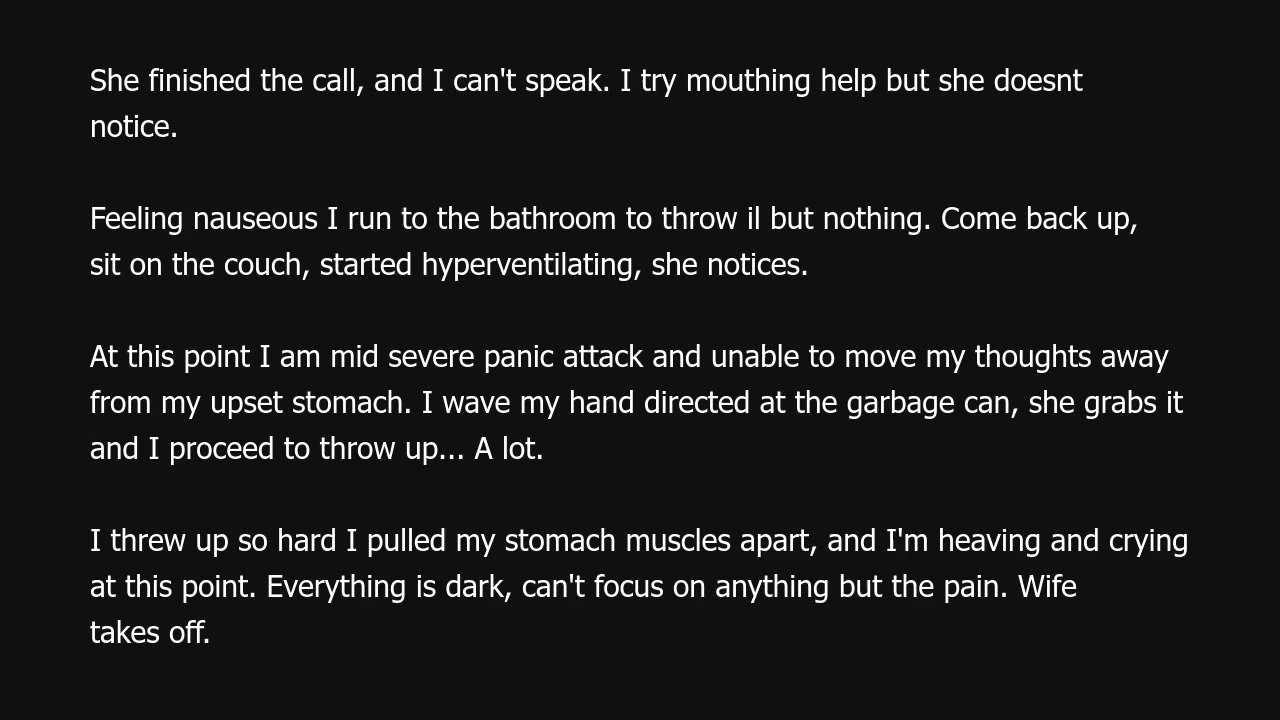 She finished the call, and I can't speak. I try mouthing help but she doesnt
notice.
Feeling nauseous I run to the bathroom to throw il but nothing. Come back up,
sit on the couch, started hyperventilating, she notices.
At this point I am mid severe panic attack and unable to move my thoughts away
from my upset stomach. I wave my hand directed at the garbage can, she grabs it
and I proceed to throw up... A lot.
I threw up so hard I pulled my stomach muscles apart, and I'm heaving and crying
at this point. Everything is dark, can't focus on anything but the pain. Wife
takes off.